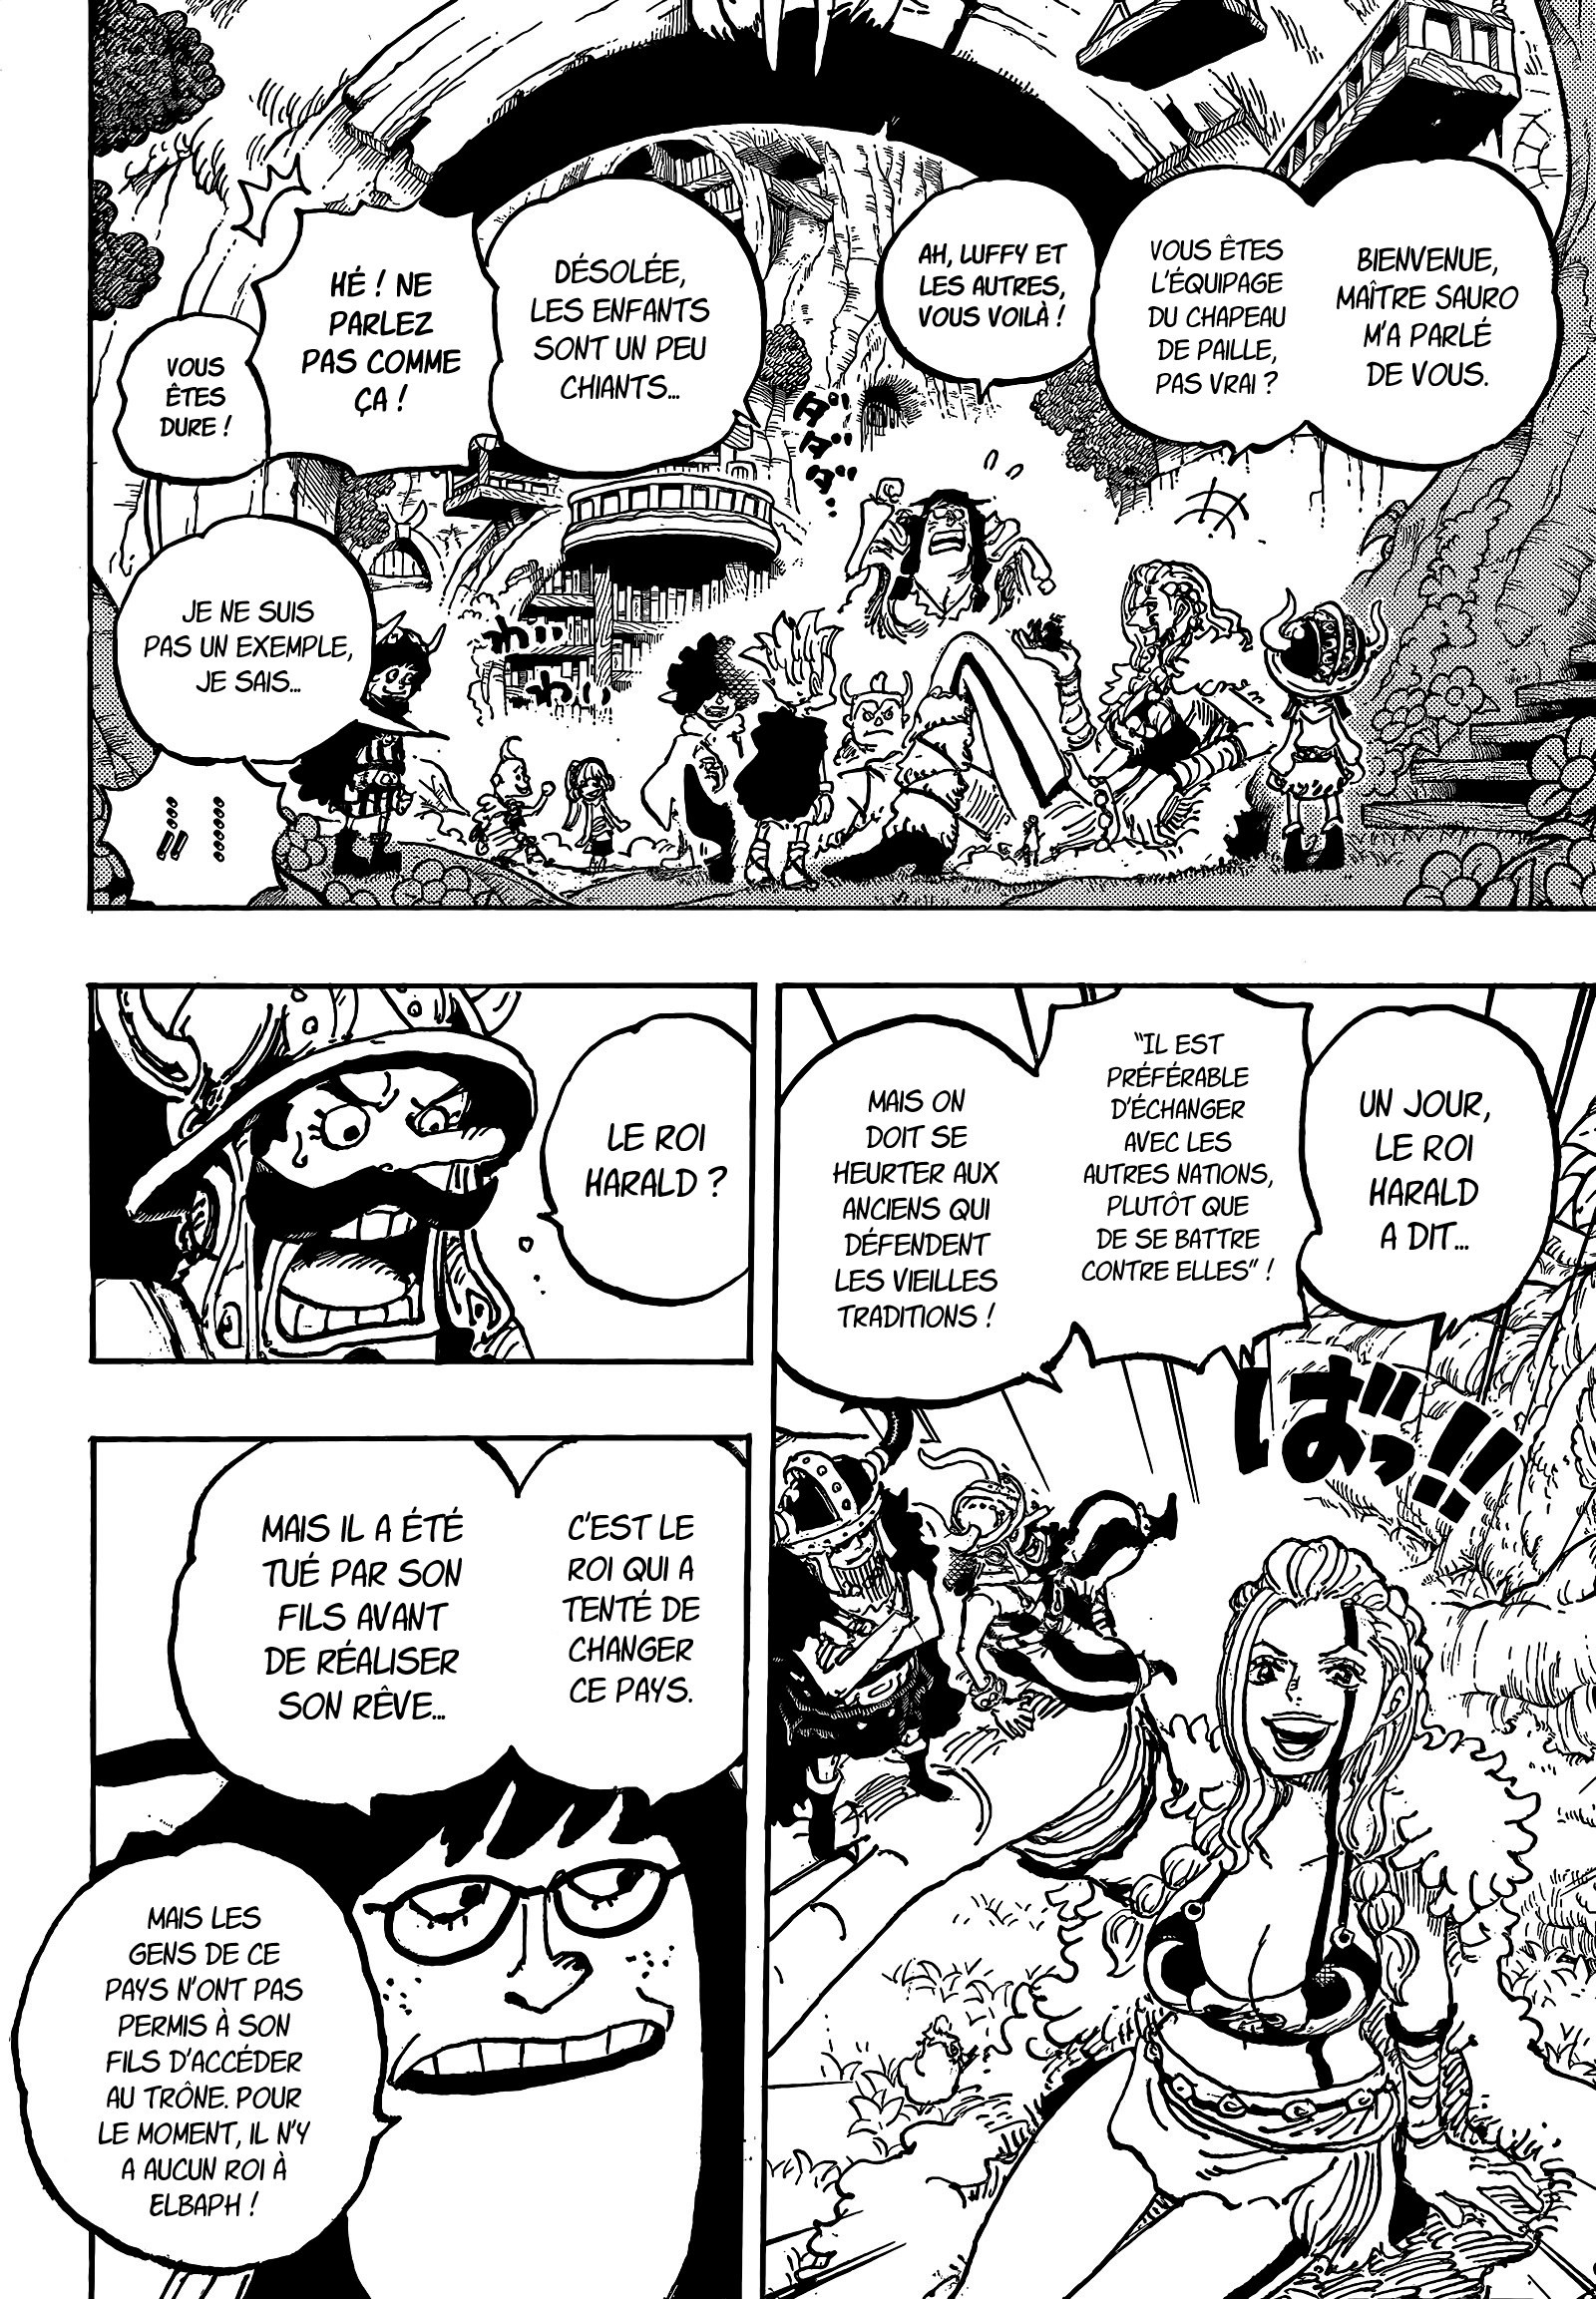 BIENVENUE,
MAÎTRE SAURO
M'A PARLÉ
DE VOUS.
VOUS ÊTES
L'ÉQUIPAGE
DU CHAPEAU
DE PAILLE,
PAS VRAI ?
AH, LUFFY ET
LES AUTRES,
VOUS VOILÀ !
DÉSOLÉE,
LES ENFANTS
SONT UN PEU
CHIANTS...
HÉ ! NE
PARLEZ
PAS COMME
ÇA !
VOUS
ÊTES
DURE !
JE NE SUIS
PAS UN EXEMPLE,
JE SAIS...
UN JOUR,
LE ROI
HARALD
A DIT...
"IL EST
PRÉFÉRABLE
D'ÉCHANGER
AVEC LES
AUTRES NATIONS,
PLUTÔT QUE
DE SE BATTRE
CONTRE ELLES" !
MAIS ON
DOIT SE
HEURTER AUX
ANCIENS QUI
DÉFENDENT
LES VIEILLES
TRADITIONS !
ばっ!!
LE ROI
HARALD ?
C'EST LE
ROI QUI A
TENTÉ DE
CHANGER
CE PAYS.
MAIS IL A ÉTÉ
TUÉ PAR SON
FILS AVANT
DE RÉALISER
SON RÊVE...
MAIS LES
GENS DE CE
PAYS N'ONT PAS
PERMIS À SON
FILS D'ACCÉDER
AU TRÔNE. POUR
LE MOMENT, IL N'Y
A AUCUN ROI À
ELBAPH !